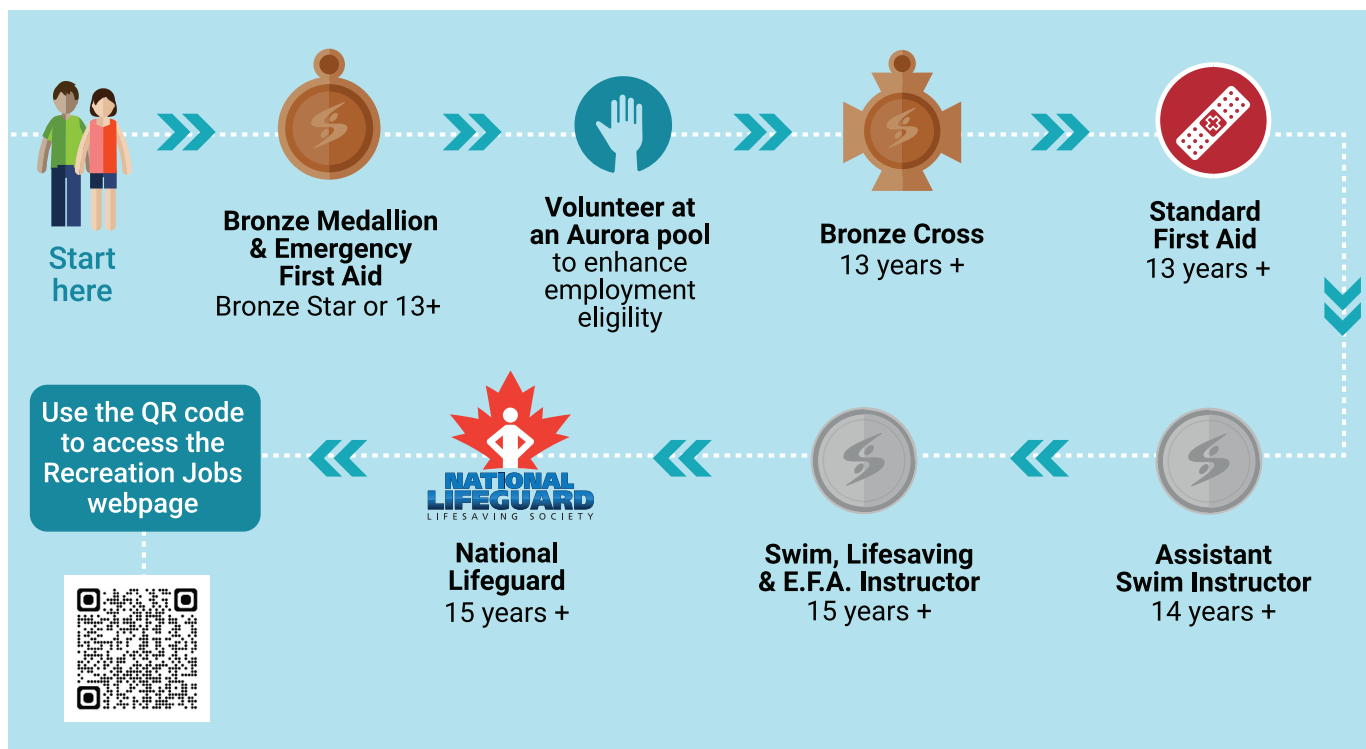 Start
here
Bronze Medallion
& Emergency
First Aid
Bronze Star or 13+
Volunteer at
an Aurora pool
to enhance
employment
eligility
Bronze Cross
13 years +
Standard
First Aid
13 years +
Assistant
Swim Instructor
14 years +
Swim, Lifesaving
& E.F.A. Instructor
15 years +
NATIONAL
LIFEGUARD
LIFESAVING SOCIETY
National
Lifeguard
15 years +
Use the QR code
to access the
Recreation Jobs
webpage